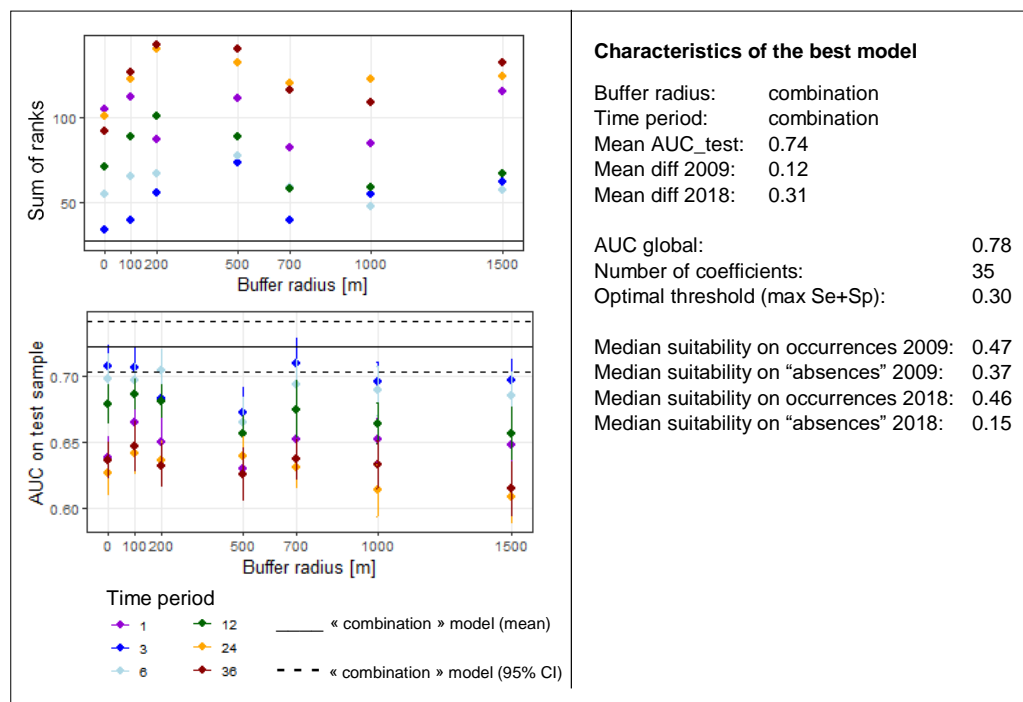 Sum of ranks
100
50
0 100 200 500 700 1000 1500
Buffer radius [m]
AUC on test sample
0.70
0.65
0.60
0 100 200 500 700 1000 1500
Buffer radius [m]
Time period
1 12 « combination » model (mean)
3 24
6 36 « combination » model (95% CI)
Characteristics of the best model
Buffer radius: combination
Time period: combination
Mean AUC_test: 0.74
Mean diff 2009: 0.12
Mean diff 2018: 0.31
AUC global: 0.78
Number of coefficients: 35
Optimal threshold (max Se+Sp): 0.30
Median suitability on occurrences 2009: 0.47
Median suitability on “absences” 2009: 0.37
Median suitability on occurrences 2018: 0.46
Median suitability on “absences” 2018: 0.15